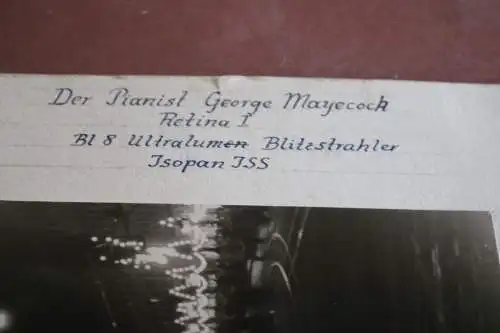 Der Pianist George Mayecock
Retina I
Bl 8 Ultralumen Blitzstrahler
Isopan ISS